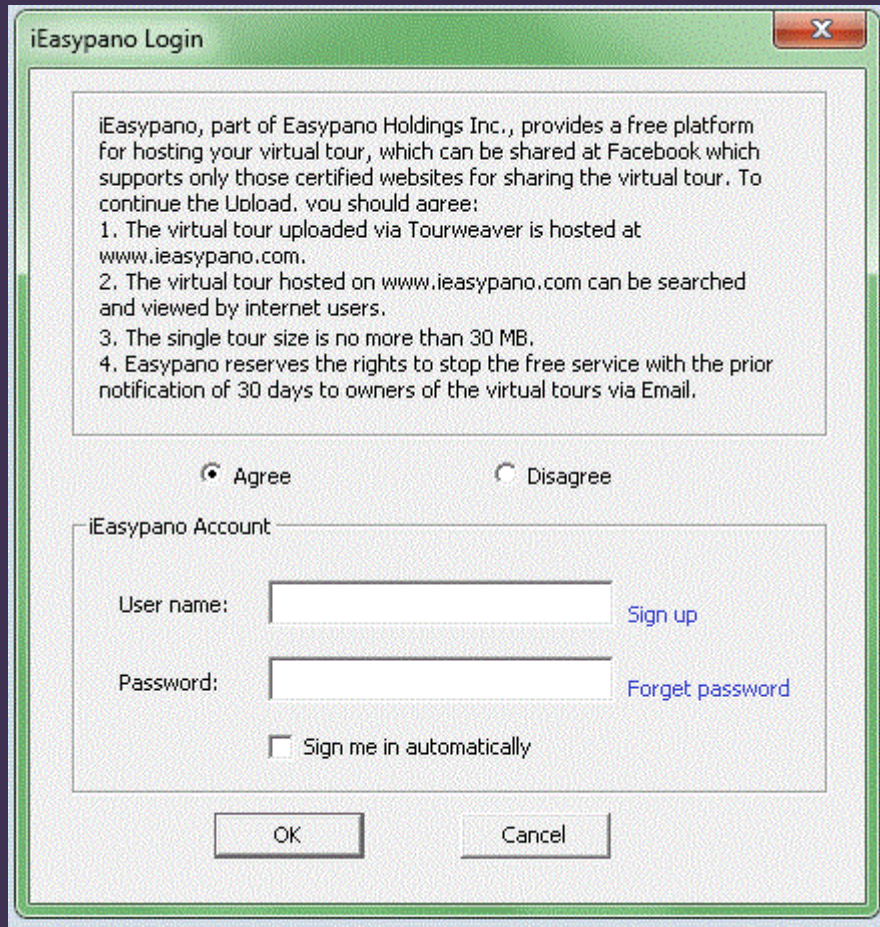 iEasypano Login
iEasypano, part of Easypano Holdings Inc., provides a free platform
for hosting your virtual tour, which can be shared at Facebook which
supports only those certified websites for sharing the virtual tour. To
continue the Upload, you should agree:
1. The virtual tour uploaded via Tourweaver is hosted at
www.ieasypano.com.
2. The virtual tour hosted on www.ieasypano.com can be searched
and viewed by internet users.
3. The single tour size is no more than 30 MB.
4. Easypano reserves the rights to stop the free service with the prior
notification of 30 days to owners of the virtual tours via Email.
Agree Disagree
iEasypano Account
User name: Sign up
Password: Forget password
Sign me in automatically
OK Cancel